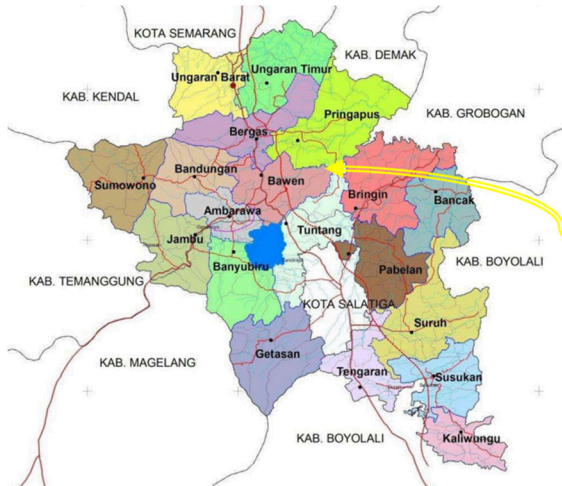 KOTA SEMARANG
KAB. DEMAK
Ungaran Barat
Ungaran Timur
KAB. KENDAL
Pringapus
KAB. GROBOGAN
Bergas
Bandungan
Sumowono
Bawen
Bringin
Bancak
Ambarawa
Tuntang
Jambu
Banyubiru
Pabelan
KAB. BOYOLALI
KAB. TEMANGGUNG
KOTA SALATIGA
Suruh
Getasan
KAB. MAGELANG
Tengaran
Susukan
KAB. BOYOLALI
Kaliwungu